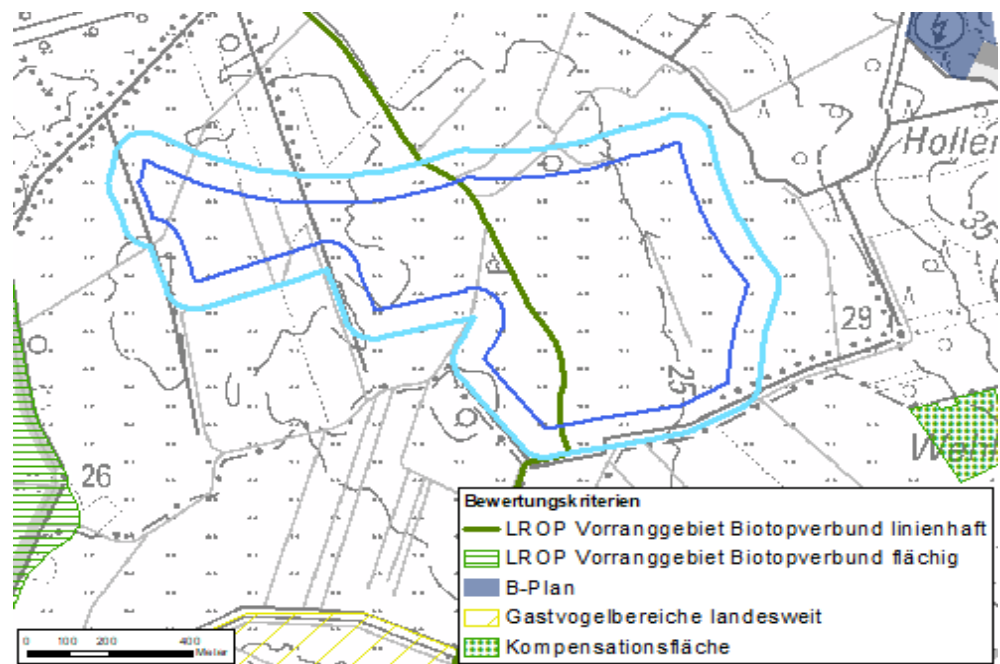 Holler
35
29
25
26
Bewertungskriterien
LROP Vorranggebiet Biotopverbund linienhaft
LROP Vorranggebiet Biotopverbund flächig
B-Plan
Gastvogelbereiche landesweit
Kompensationsfläche
0 100 200 400
Meter